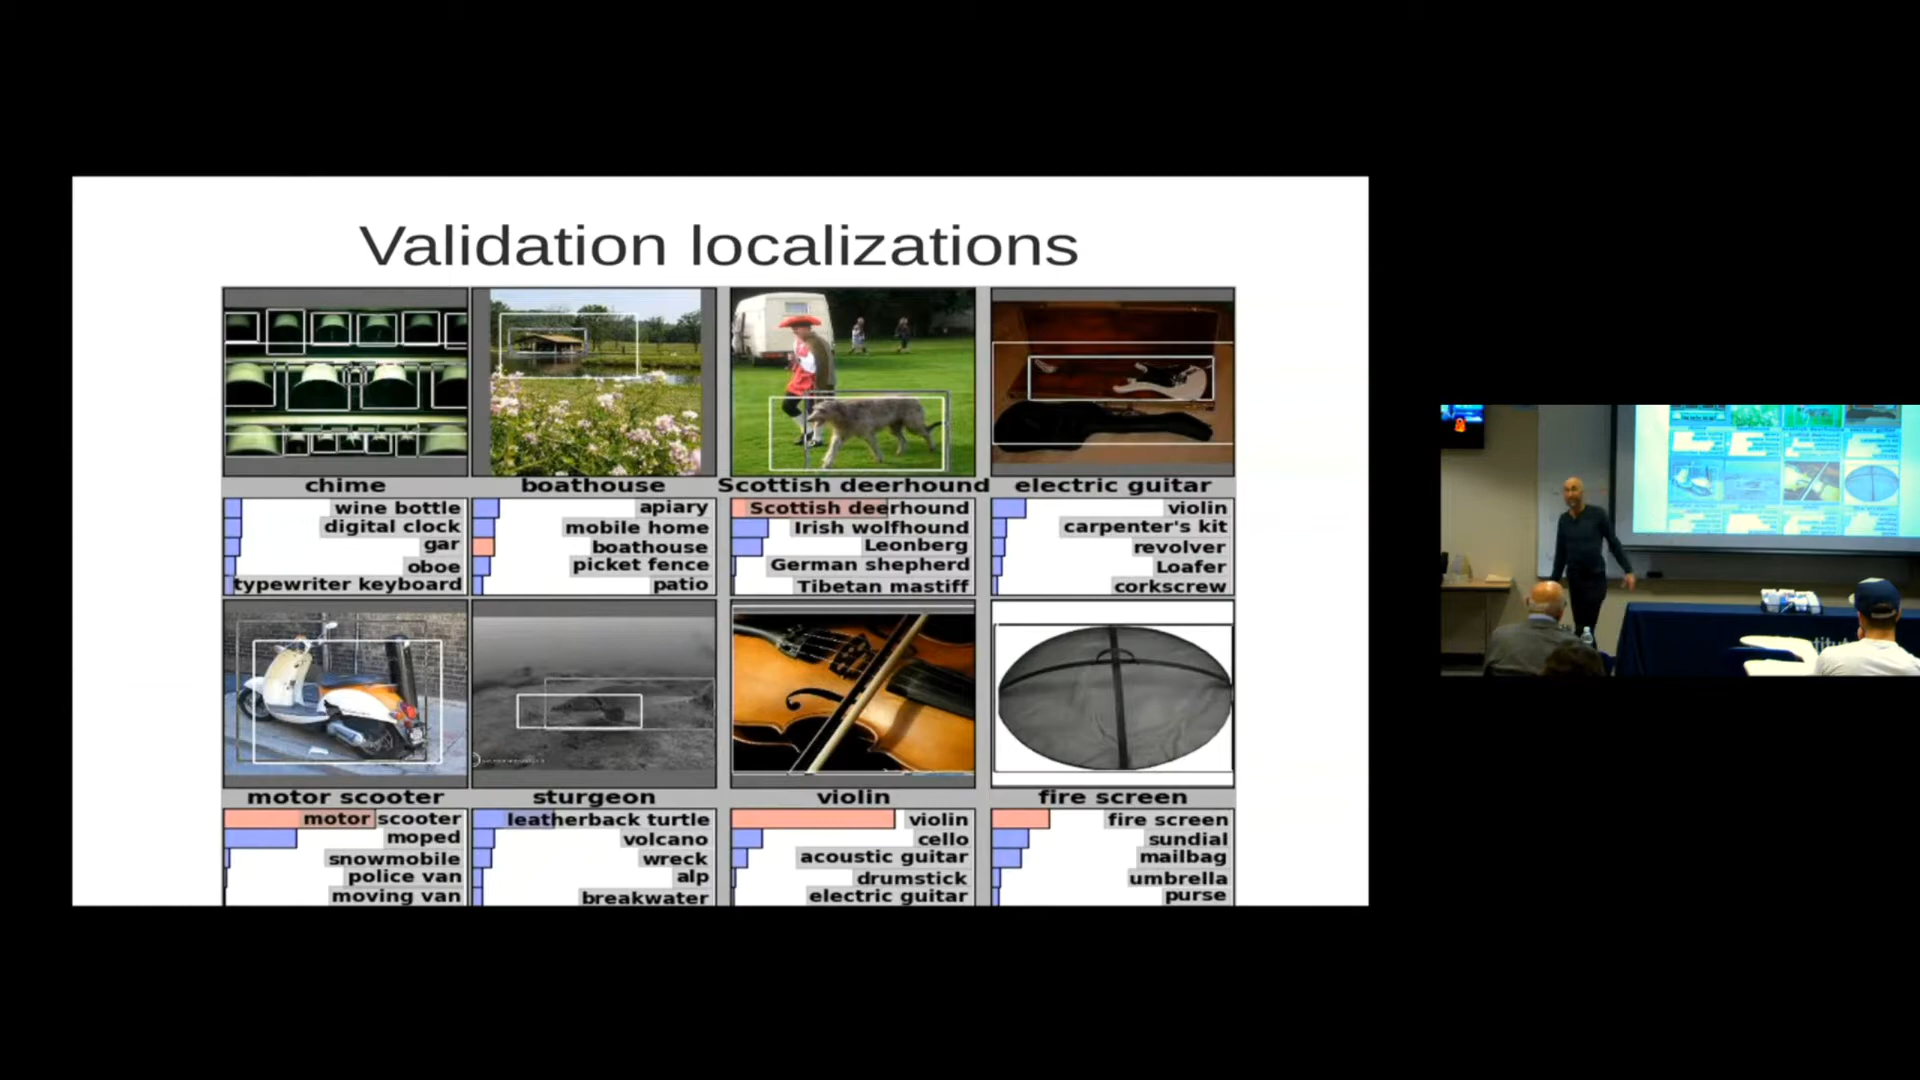 Validation localizations
chime
boathouse
Scottish deerhound
electric guitar
wine bottle
digital clock
gar
oboe
typewriter keyboard
apiary
mobile home
boathouse
picket fence
patio
Scottish deerhound
Irish wolfhound
Leonberg
German shepherd
Tibetan mastiff
violin
carpenter's kit
revolver
Loafer
corkscrew
motor scooter
sturgeon
violin
fire screen
motor scooter
moped
snowmobile
police van
moving van
leatherback turtle
volcano
wreck
alp
breakwater
violin
cello
acoustic guitar
drumstick
electric guitar
fire screen
sundial
mailbag
umbrella
purse